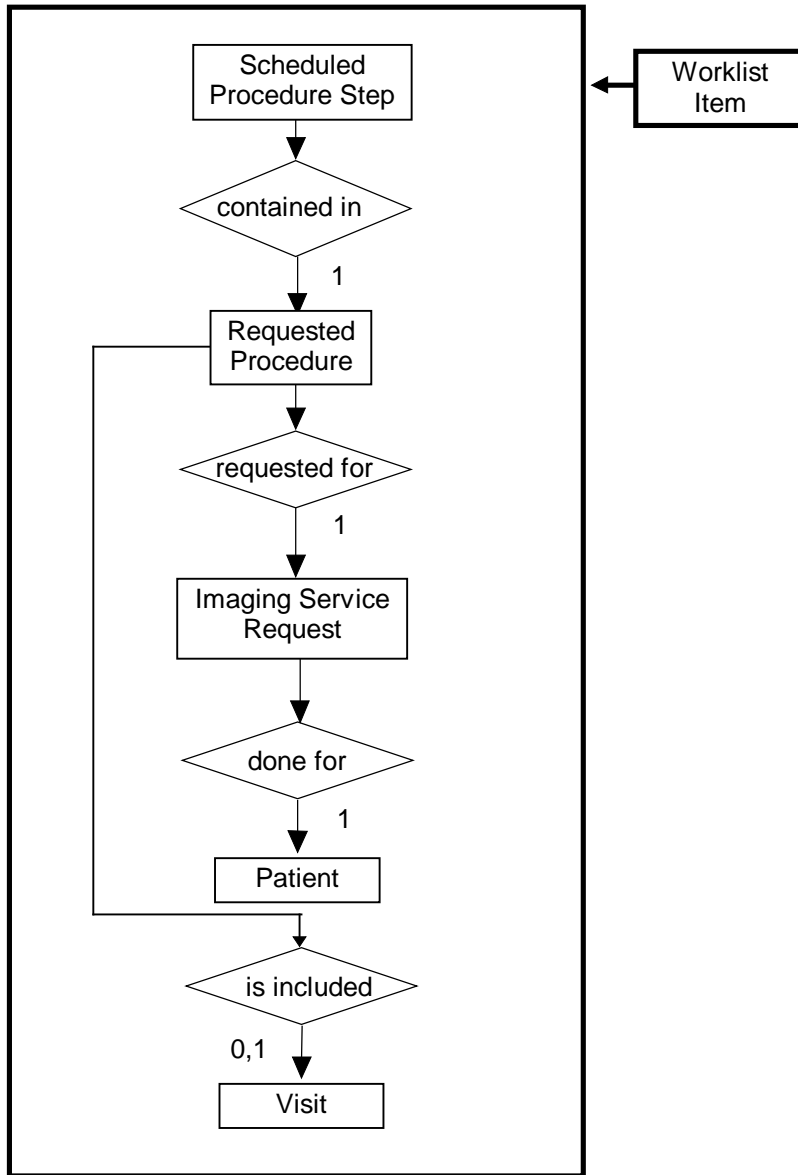 Scheduled
Procedure Step
Worklist
Item
contained in
1
Requested
Procedure
requested for
1
Imaging Service
Request
done for
1
Patient
is included
0,1
Visit